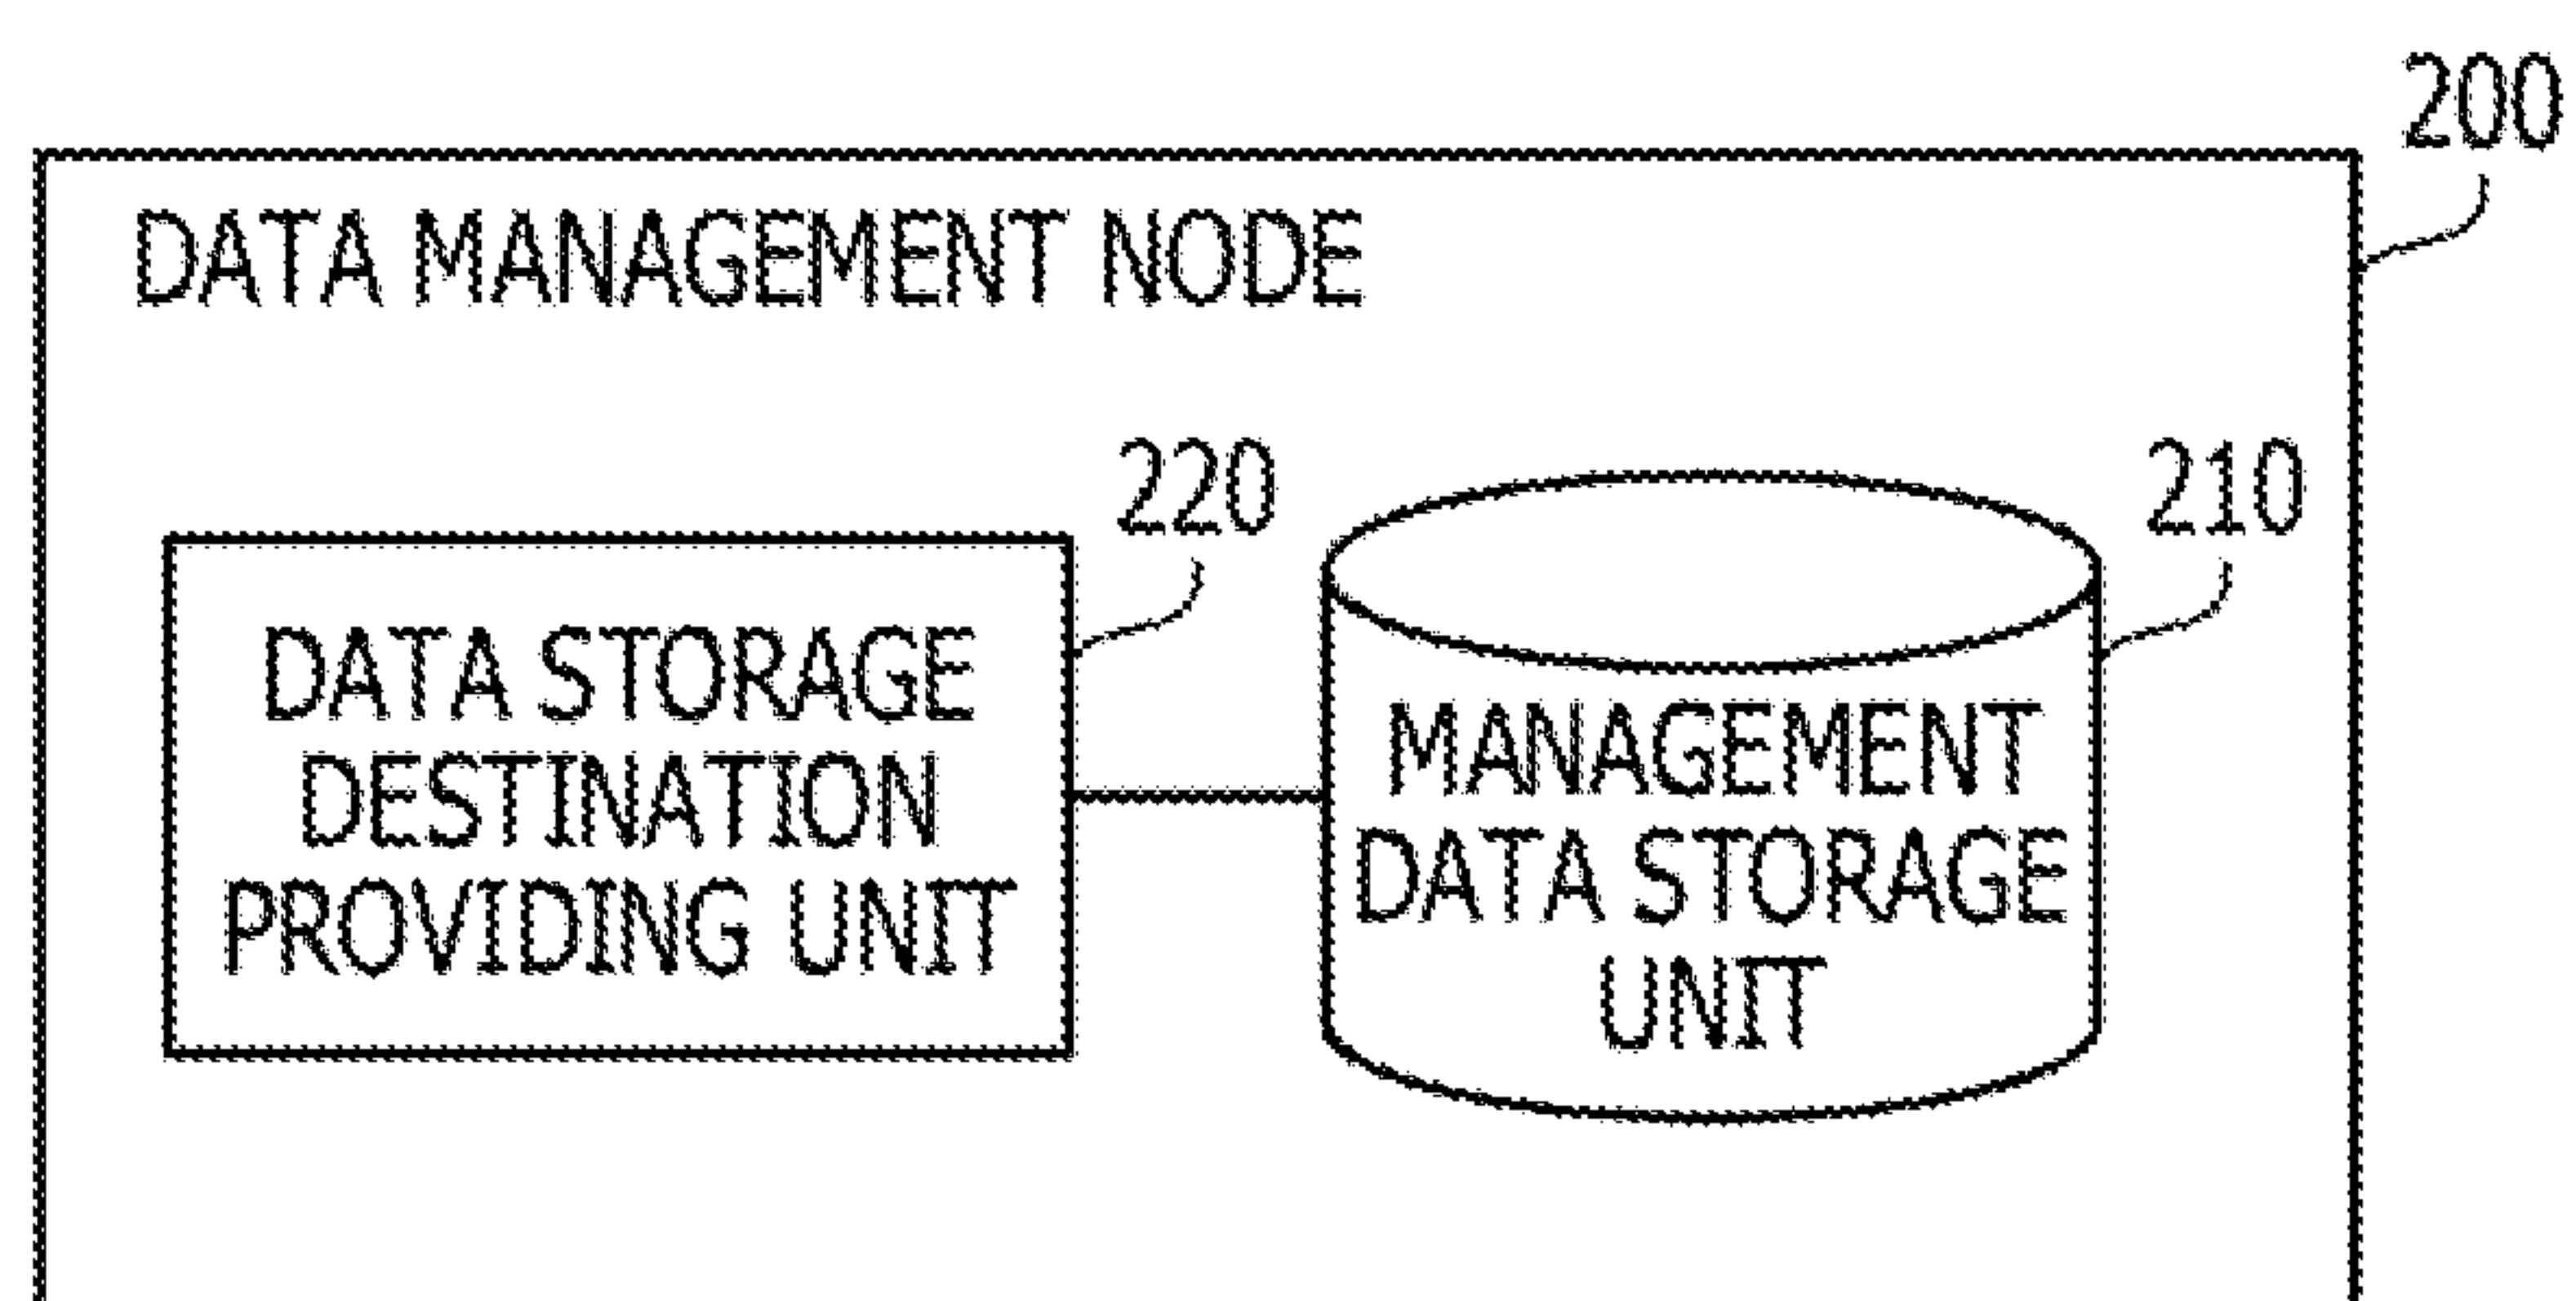 200
DATA MANAGEMENT NODE
220
210
DATA STORAGE
DESTINATION
PROVIDING UNIT
MANAGEMENT
DATA STORAGE
UNIT